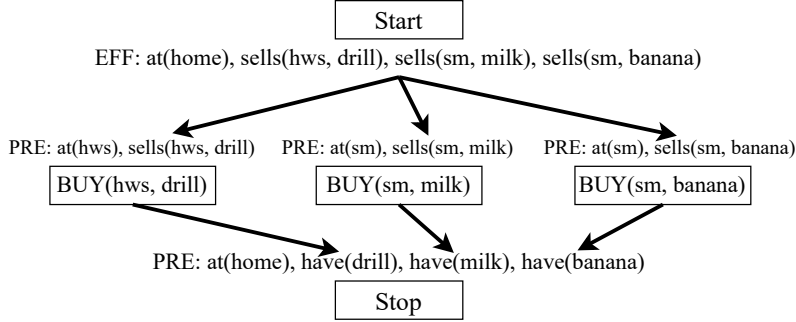 Start
EFF: at(home), sells(hws, drill), sells(sm, milk), sells(sm, banana)
PRE: at(hws), sells(hws, drill) PRE: at(sm), sells(sm, milk) PRE: at(sm), sells(sm, banana)
BUY(hws, drill) BUY(sm, milk) BUY(sm, banana)
PRE: at(home), have(drill), have(milk), have(banana)
Stop